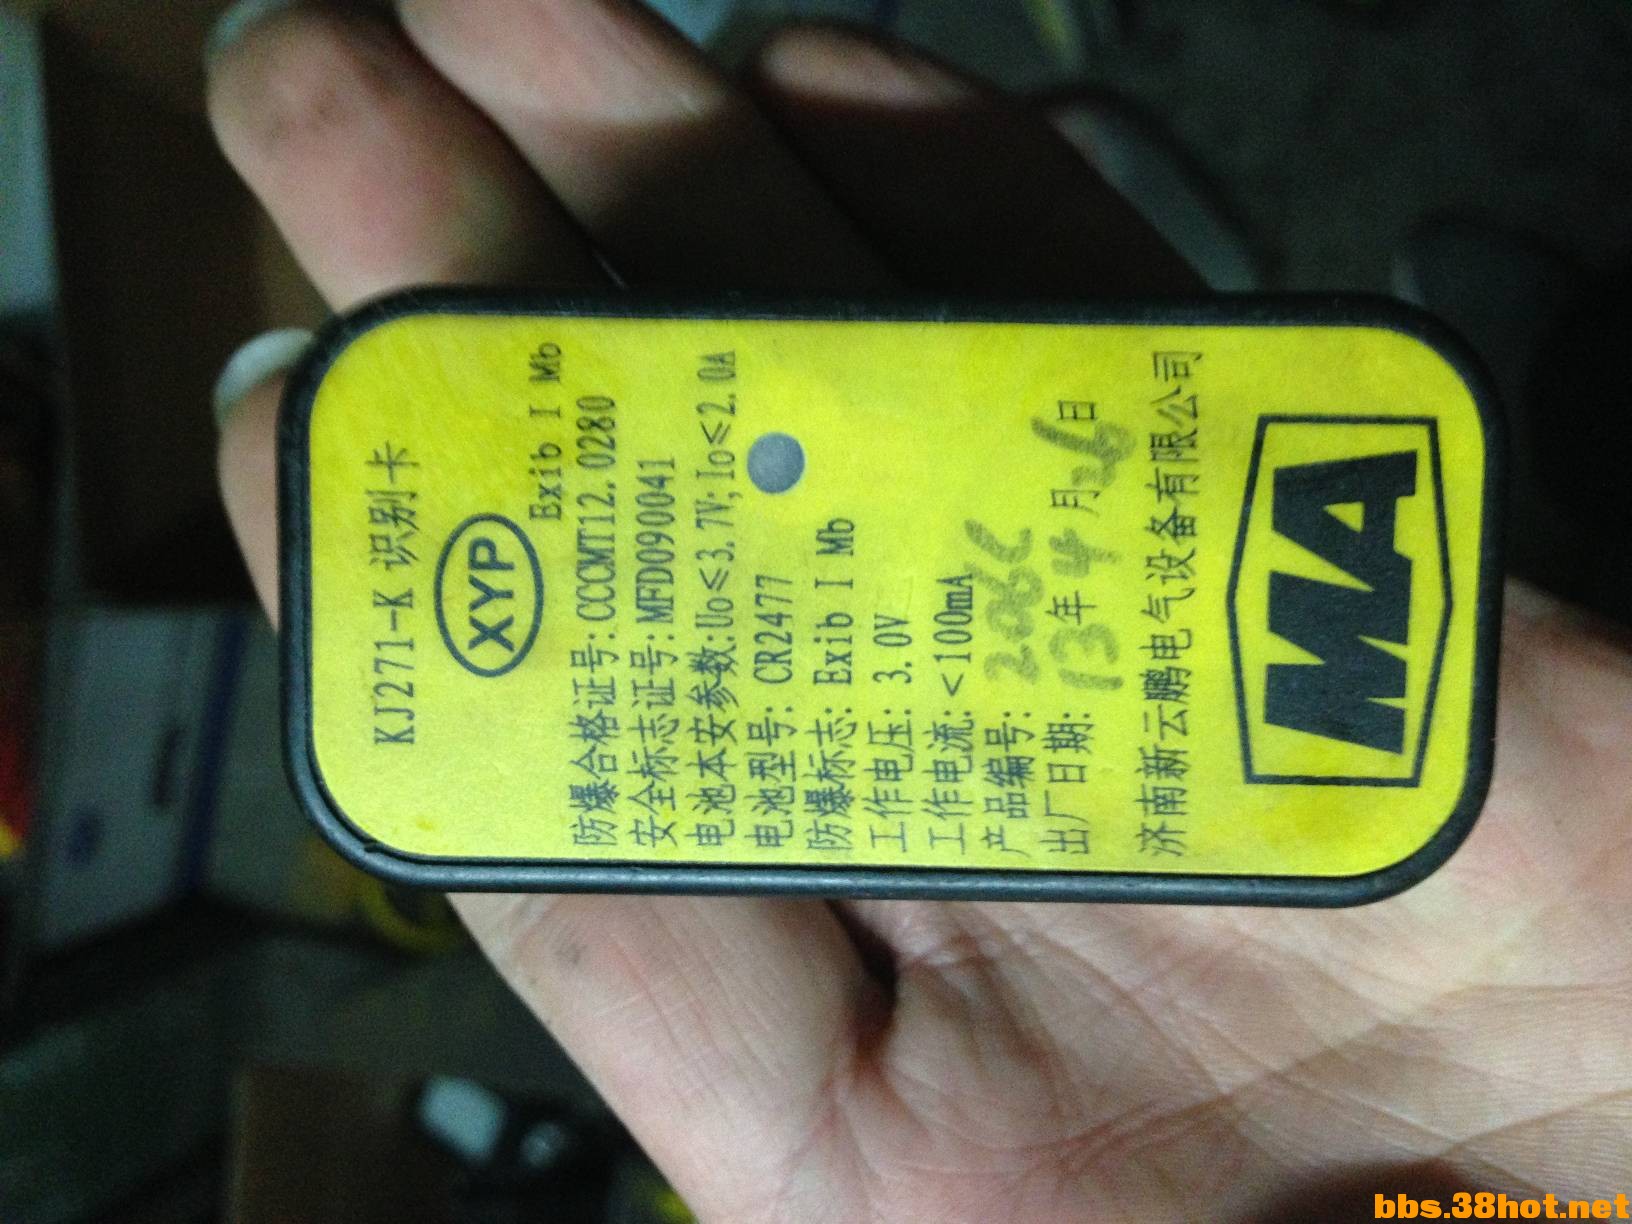 KJ271-K 识别卡
XYP
Exib I Mb
防爆合格证号:CCCMT12.0280
安全标志证号:MFD090041
电池本安参数:Uo≤3.7V;Io≤2.0A
电池型号: CR2477
防爆标志: Exib I Mb
工作电压: 3.0V
工作电流:<100mA
产品编号:
出厂日期: 13年4月26日
济南新云鹏电气设备有限公司
MA
bbs.38hot.net